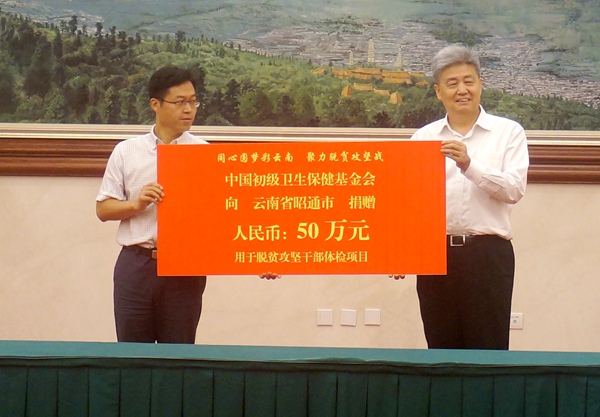 同心圆梦彩云南 聚力脱贫攻坚战
中国初级卫生保健基金会
向 云南省昭通市 捐赠
人民币：50 万元
用于脱贫攻坚干部体检项目